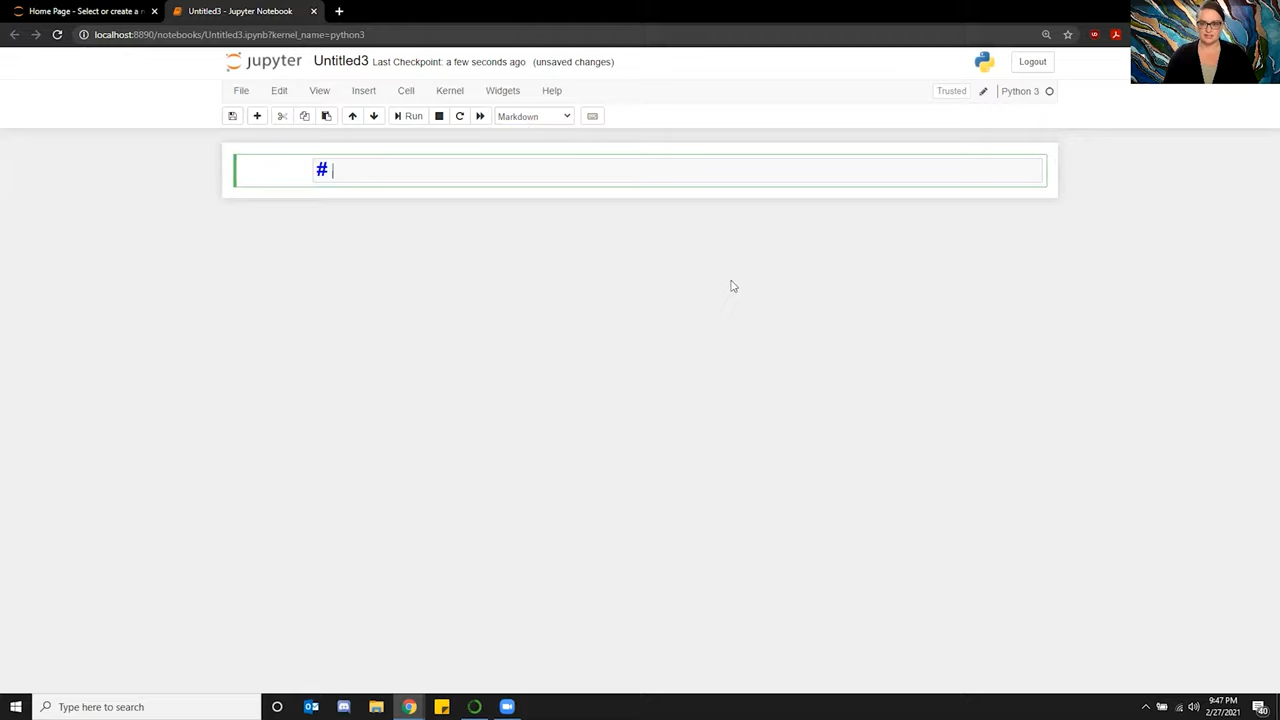 Home Page - Select or create a n
Untitled3 - Jupyter Notebook
localhost:8890/notebooks/Untitled3.ipynb?kernel_name=python3
jupyter Untitled3 Last Checkpoint: a few seconds ago (unsaved changes)
Logout
File Edit View Insert Cell Kernel Widgets Help
Trusted
Python 3
Run
Markdown
#
Type here to search
9:47 PM
2/27/2021
40